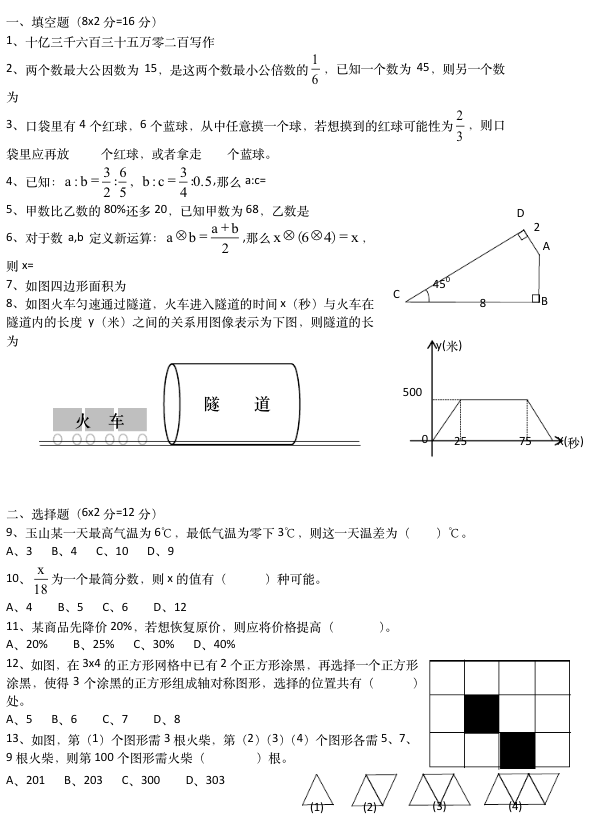 一、填空题（8x2 分=16 分）
1、十亿三千六百三十五万零二百写作
2、两个数最大公因数为 15，是这两个数最小公倍数的 1/6，已知一个数为 45，则另一个数
为
3、口袋里有 4 个红球，6 个蓝球，从中任意摸一个球，若想摸到的红球可能性为 2/3，则口
袋里应再放 个红球，或者拿走 个蓝球。
4、已知：a:b=3/2:6/5，b:c=3/4:0.5,那么 a:c=
5、甲数比乙数的 80%还多 20，已知甲数为 68，乙数是
6、对于数 a,b 定义新运算：a⊗b=(a+b)/2,那么 x⊗(6⊗4)=x，
则 x=
7、如图四边形面积为
8、如图火车匀速通过隧道，火车进入隧道的时间 x（秒）与火车在
隧道内的长度 y（米）之间的关系用图像表示为下图，则隧道的长
为
D
2
A
45⁰
C
8
B
火 车
隧 道
y(米)
500
0 25 75 X(秒)
二、选择题（6x2 分=12 分）
9、玉山某一天最高气温为 6℃，最低气温为零下 3℃，则这一天温差为（ ）℃。
A、3 B、4 C、10 D、9
10、x/18 为一个最简分数，则 x 的值有（ ）种可能。
A、4 B、5 C、6 D、12
11、某商品先降价 20%，若想恢复原价，则应将价格提高（ ）。
A、20% B、25% C、30% D、40%
12、如图，在 3x4 的正方形网格中已有 2 个正方形涂黑，再选择一个正方形
涂黑，使得 3 个涂黑的正方形组成轴对称图形，选择的位置共有（ ）
处。
A、5 B、6 C、7 D、8
13、如图，第（1）个图形需 3 根火柴，第（2）（3）（4）个图形各需 5、7、
9 根火柴，则第 100 个图形需火柴（ ）根。
A、201 B、203 C、300 D、303
(1) (2) (3) (4)